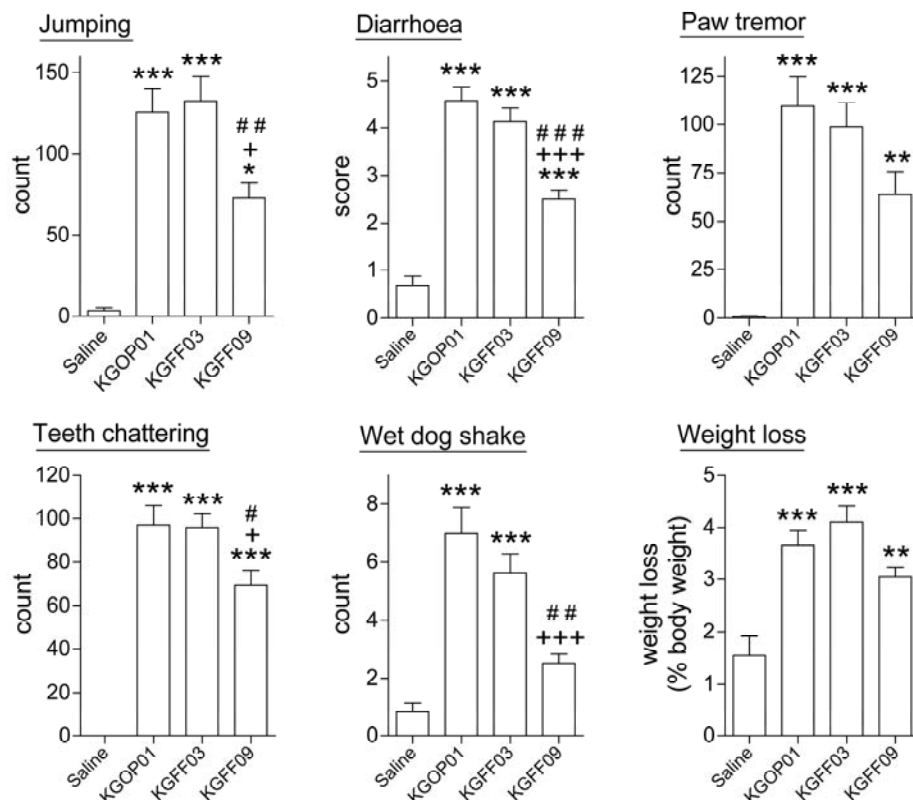 Jumping
150
100
50
0
count
***
***
##
+
*
Saline
KGOP01
KGFF03
KGFF09
Diarrhoea
5
4
3
2
1
0
score
***
***
###
+++
***
Saline
KGOP01
KGFF03
KGFF09
Paw tremor
125
100
75
50
25
0
count
***
***
**
Saline
KGOP01
KGFF03
KGFF09
Teeth chattering
120
100
80
60
40
20
0
count
***
***
#
+
***
Saline
KGOP01
KGFF03
KGFF09
Wet dog shake
8
6
4
2
0
count
***
***
##
+++
Saline
KGOP01
KGFF03
KGFF09
Weight loss
5
4
3
2
1
0
weight loss
(% body weight)
***
***
**
Saline
KGOP01
KGFF03
KGFF09